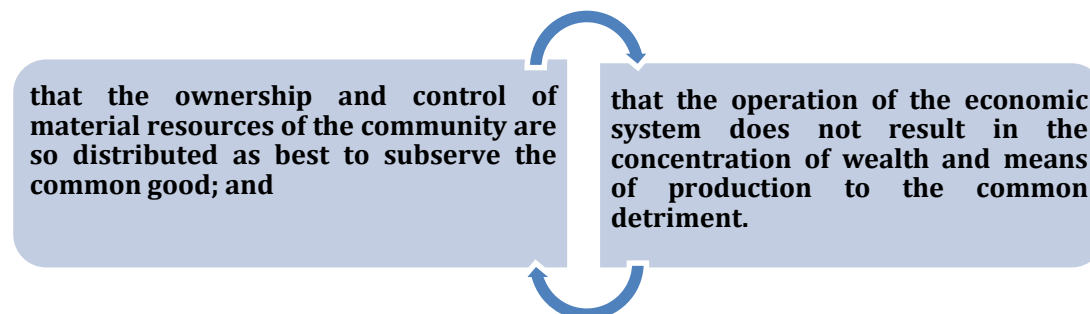 that the ownership and control of
material resources of the community are
so distributed as best to subserve the
common good; and
that the operation of the economic
system does not result in the
concentration of wealth and means
of production to the common
detriment.